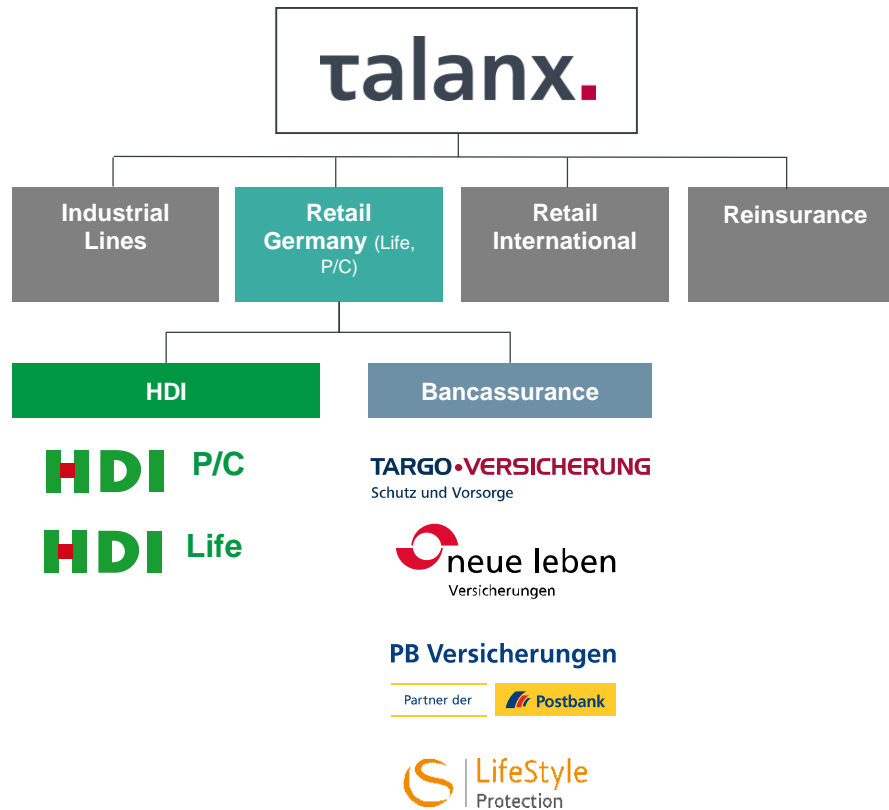 τalanx.
Industrial
Lines
Retail
Germany (Life,
P/C)
Retail
International
Reinsurance
HDI
Bancassurance
HDI P/C
HDI Life
TARGO•VERSICHERUNG
Schutz und Vorsorge
neue leben
Versicherungen
PB Versicherungen
Partner der
Postbank
LifeStyle
Protection